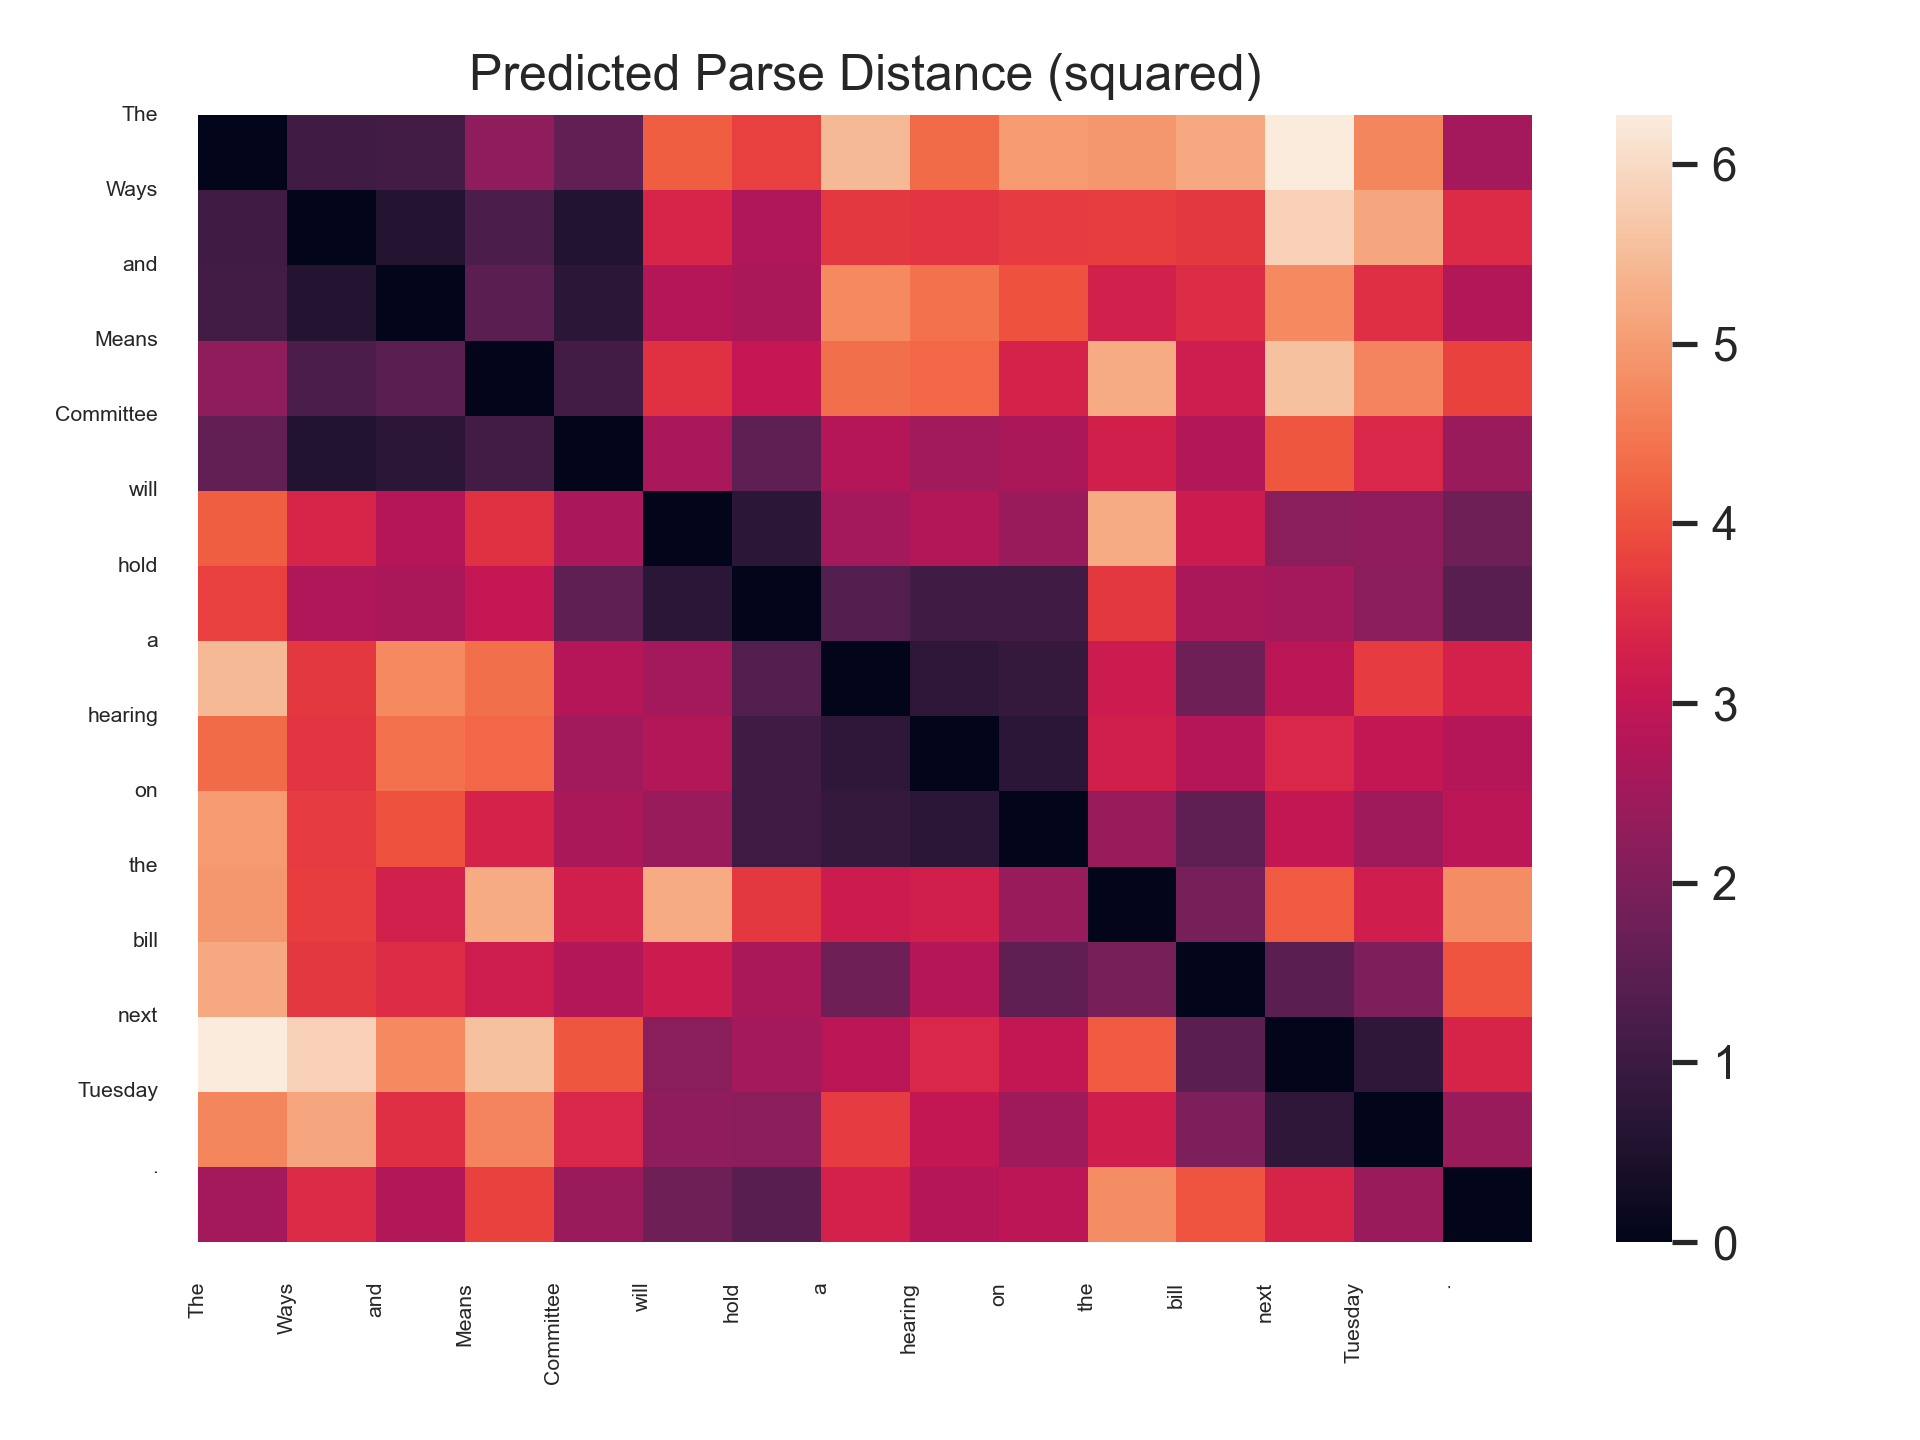 Predicted Parse Distance (squared)
The
Ways
and
Means
Committee
will
hold
a
hearing
on
the
bill
next
Tuesday
.
The
Ways
and
Means
Committee
will
hold
a
hearing
on
the
bill
next
Tuesday
.
6
5
4
3
2
1
0